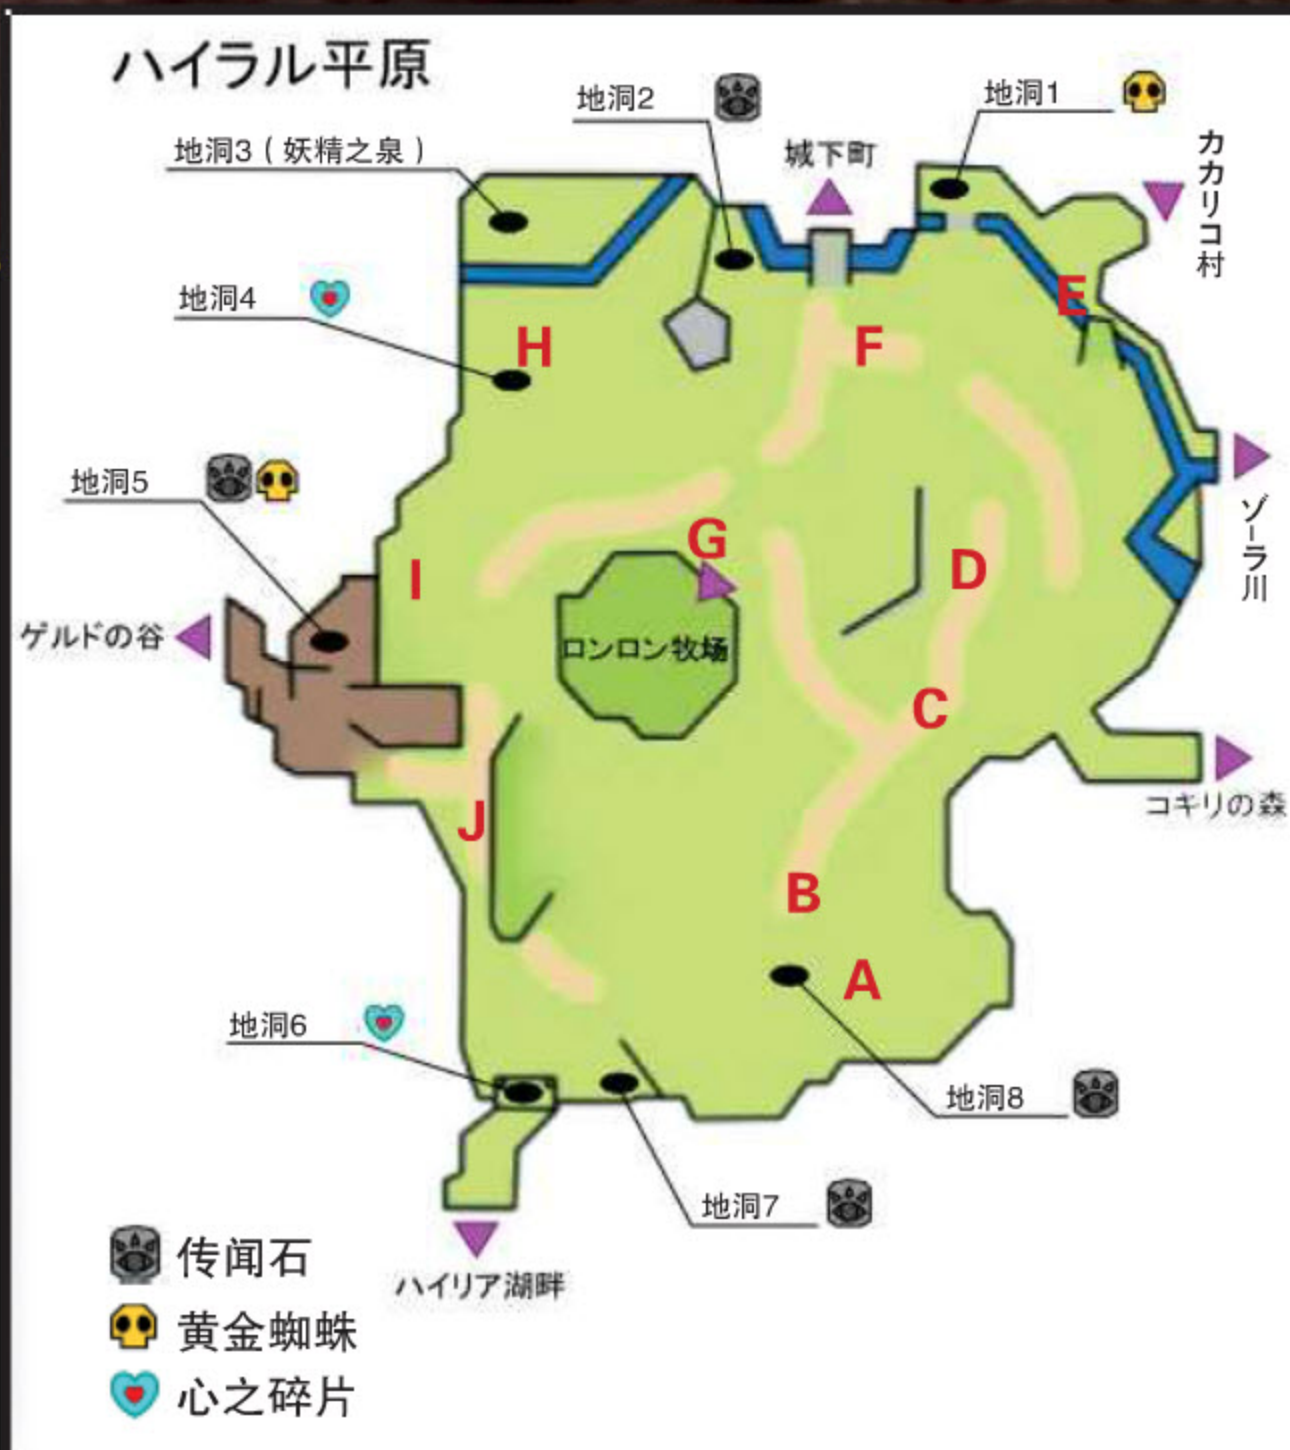 ハイラル平原
地洞2
地洞1
地洞3（妖精之泉）
城下町
カカリコ村
地洞4
E
H
F
地洞5
ゾーラ川
G
I
D
ゲルドの谷
ロンロン牧场
C
コキリの森
J
B
A
地洞6
地洞8
地洞7
传闻石
ハイリア湖畔
黄金蜘蛛
心之碎片